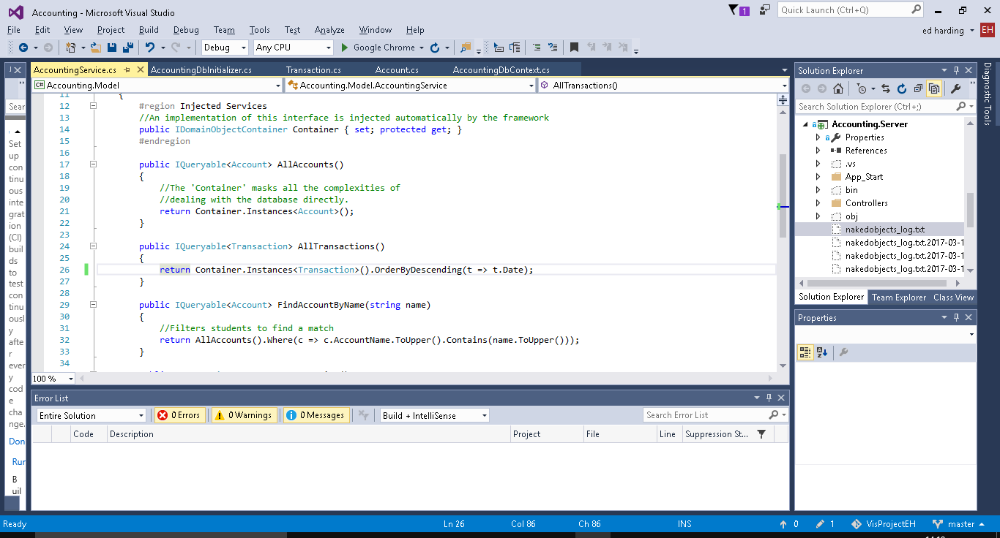 Accounting - Microsoft Visual Studio
1
Quick Launch (Ctrl+Q)
File Edit View Project Build Debug Team Tools Test Analyze Window Help
ed harding
EH
Debug Any CPU Google Chrome
AccountingService.cs AccountingDbInitializer.cs Transaction.cs Account.cs AccountingDbContext.cs
C# Accounting.Model Accounting.Model.AccountingService AllTransactions()
11 {
12 #region Injected Services
13 //An implementation of this interface is injected automatically by the framework
14 public IDomainObjectContainer Container { set; protected get; }
15 #endregion
16
17 public IQueryable<Account> AllAccounts()
18 {
19 //The 'Container' masks all the complexities of
20 //dealing with the database directly.
21 return Container.Instances<Account>();
22 }
23
24 public IQueryable<Transaction> AllTransactions()
25 {
26 return Container.Instances<Transaction>().OrderByDescending(t => t.Date);
27 }
28
29 public IQueryable<Account> FindAccountByName(string name)
30 {
31 //Filters students to find a match
32 return AllAccounts().Where(c => c.AccountName.ToUpper().Contains(name.ToUpper()));
33 }
34
100 %
Sear
Set
up
con
tinu
ous
inte
grat
ion
(CI)
buil
ds
to
test
con
tinu
ousl
y
afte
r
ever
y
cod
e
cha
nge.
Don
Rur
B
uil
Error List
Entire Solution 0 Errors 0 Warnings 0 Messages Build + IntelliSense Search Error List
Code Description Project File Line Suppression St...
Solution Explorer
Search Solution Explorer (Ctrl+;)
Accounting.Server
Properties
References
.vs
App_Start
bin
Controllers
obj
nakedobjects_log.txt
nakedobjects_log.txt.2017-03-1
nakedobjects_log.txt.2017-03-1
nakedobjects_log.txt.2017-03-1
Solution Explorer Team Explorer Class View
Properties
Diagnostic Tools
Ready Ln 26 Col 86 Ch 86 INS 0 1 VisProjectEH master